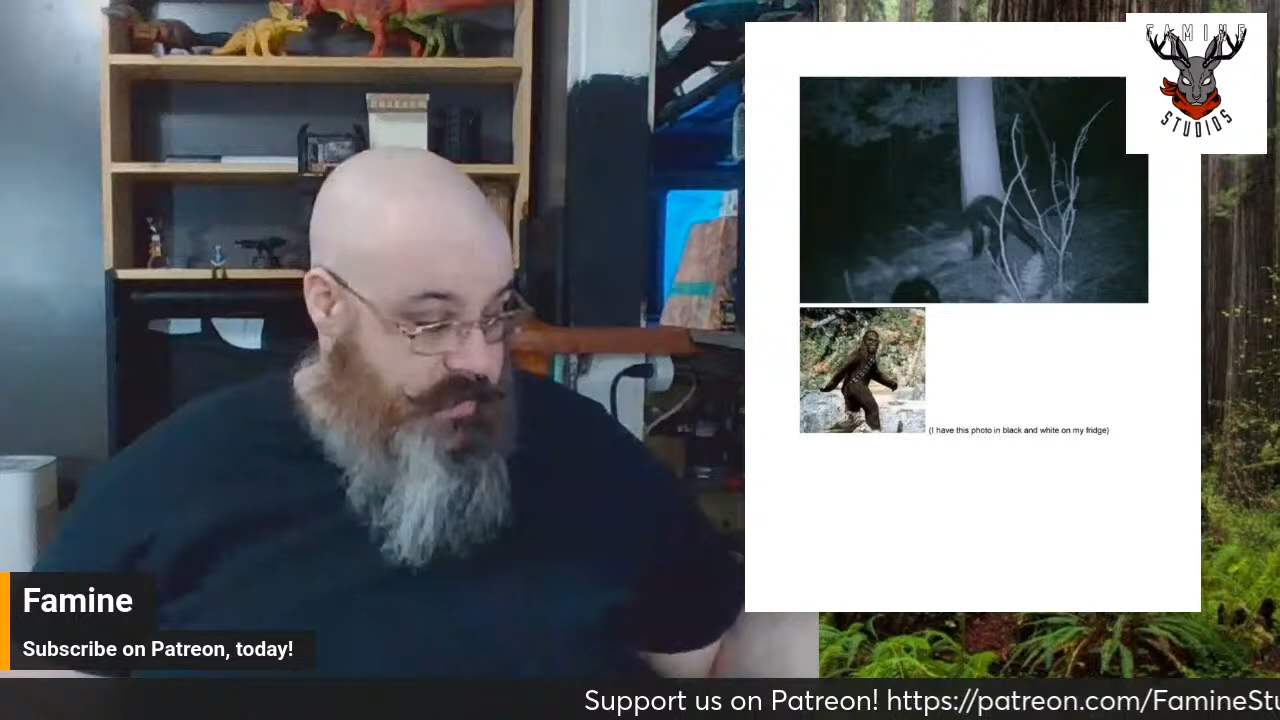 FAMINE
STUDIOS
(I have this photo in black and white on my fridge)
Famine
Subscribe on Patreon, today!
Support us on Patreon! https://patreon.com/FamineStu